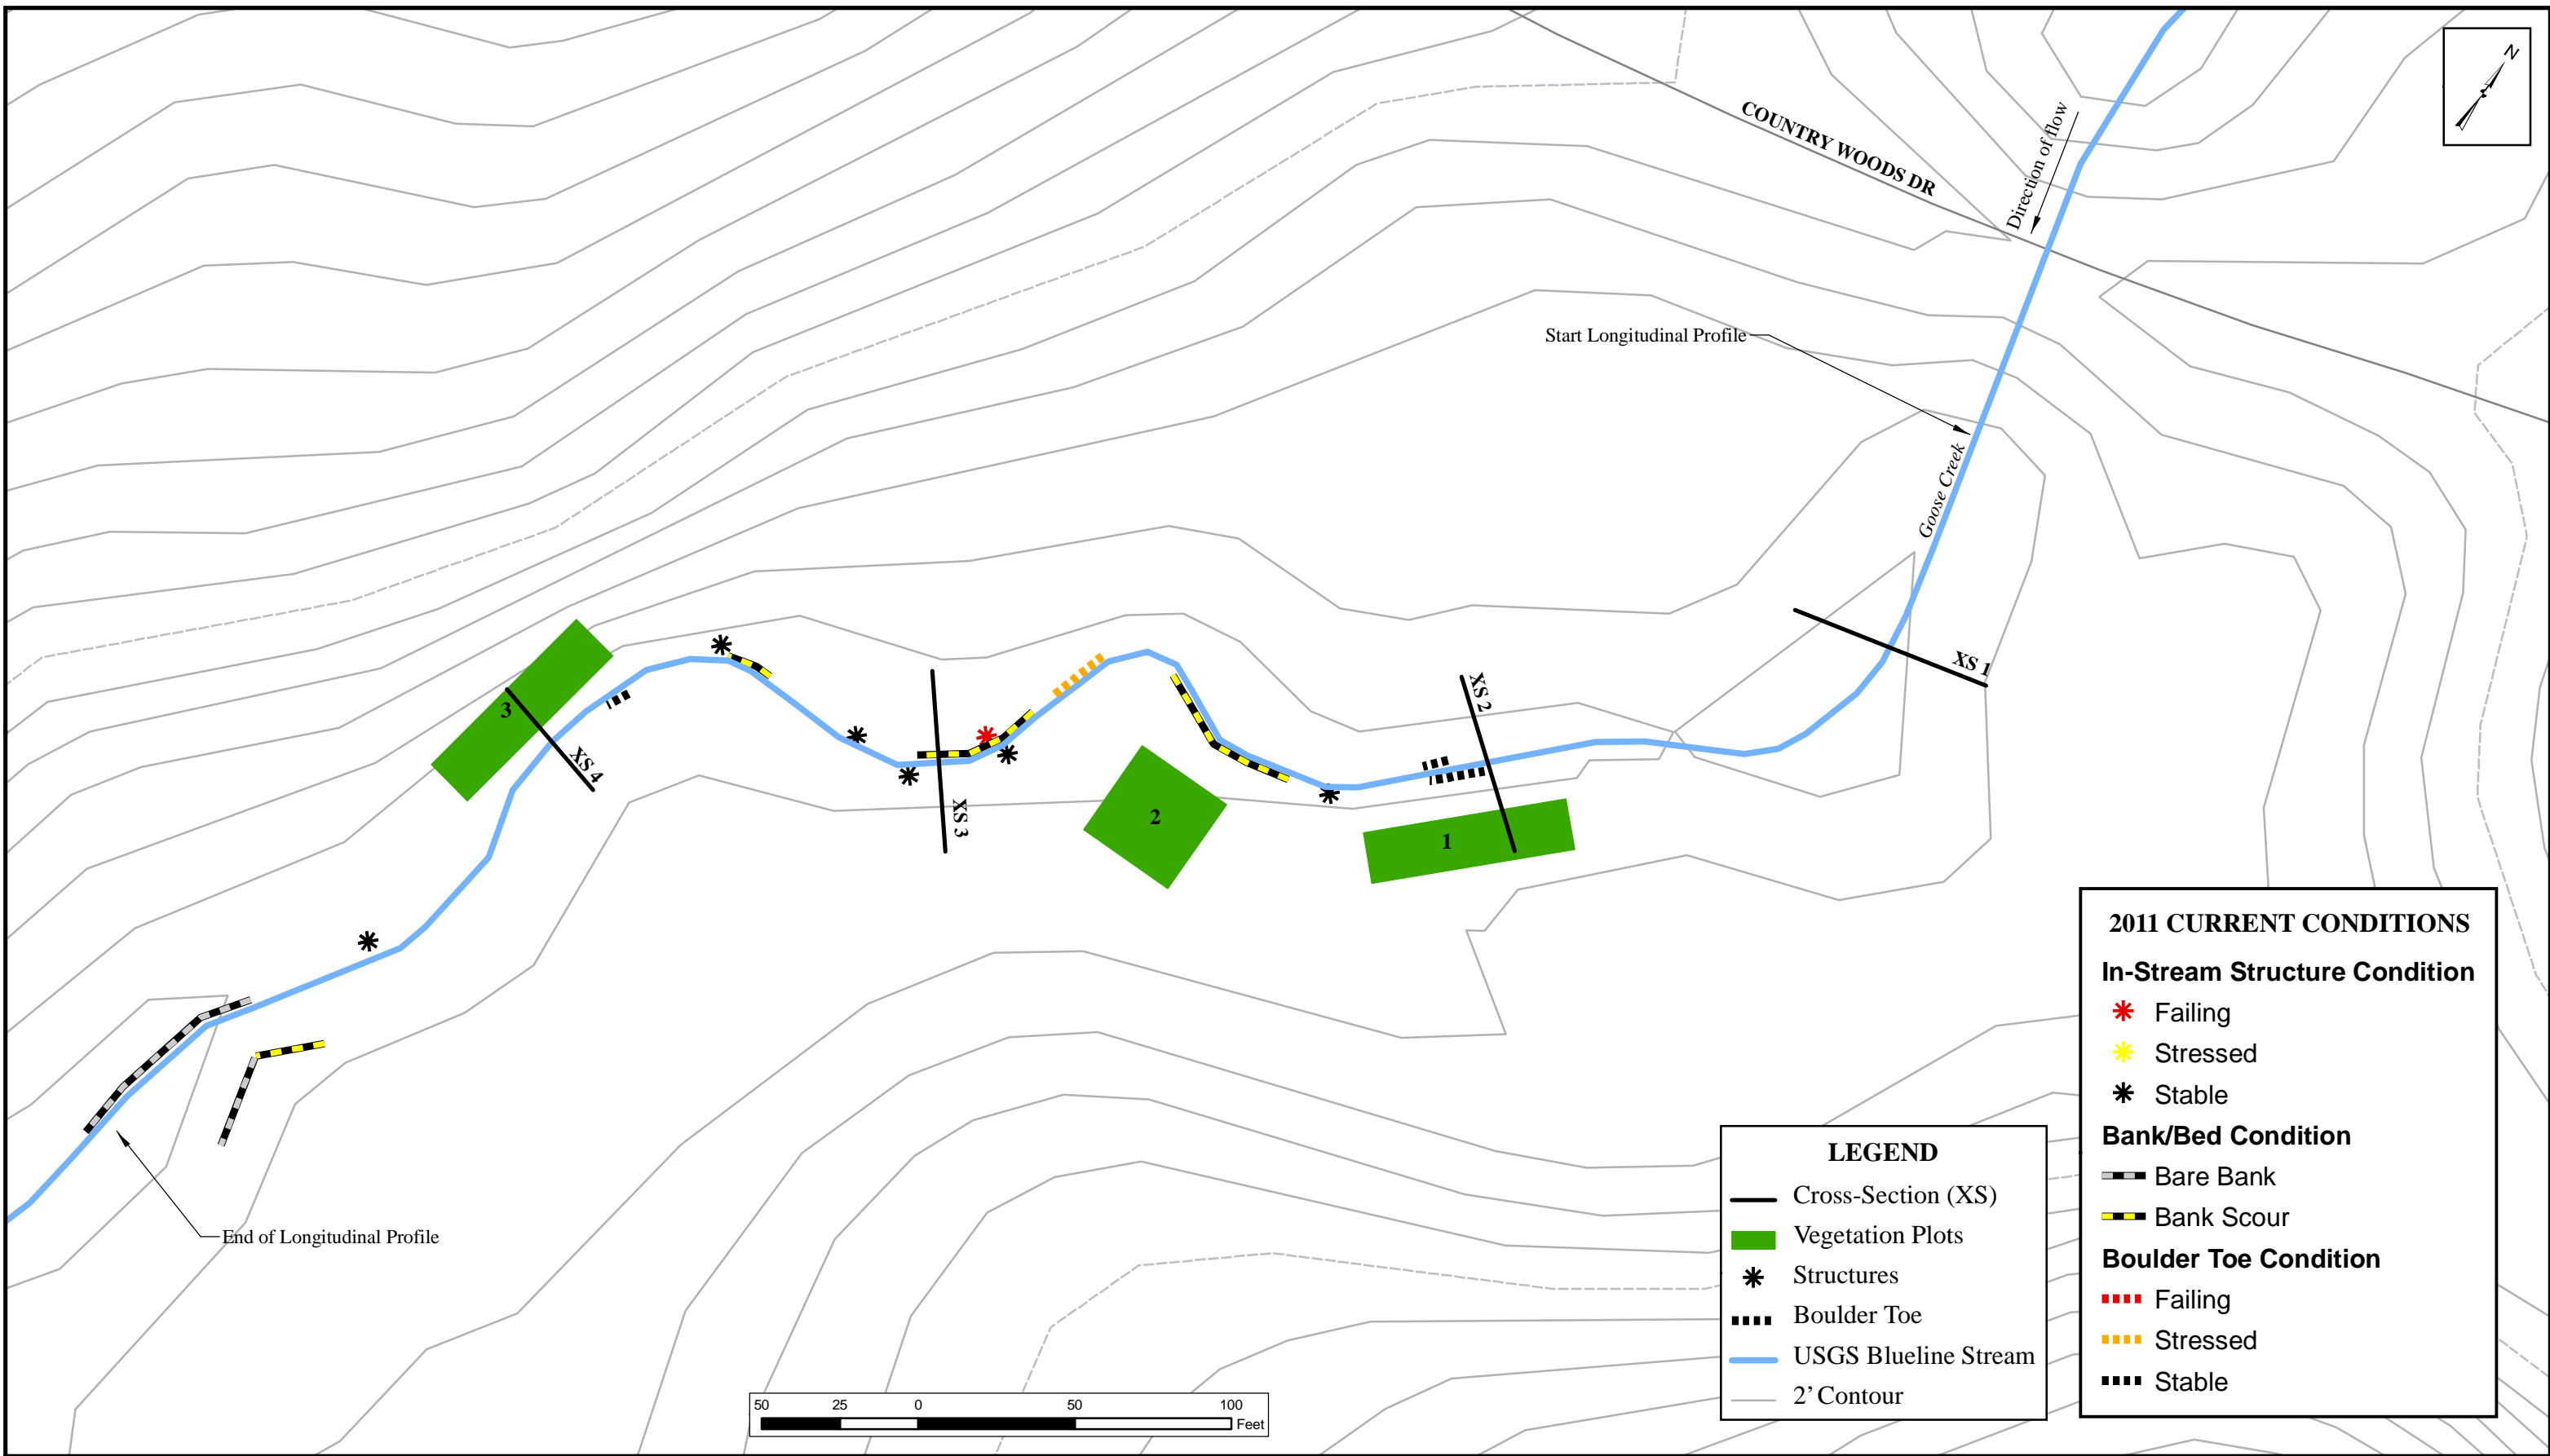 N
COUNTRY WOODS DR
Direction of flow
Start Longitudinal Profile
Goose Creek
XS 1
XS 2
XS 3
XS 4
3
2
1
End of Longitudinal Profile
50 25 0 50 100
Feet
LEGEND
Cross-Section (XS)
Vegetation Plots
Structures
Boulder Toe
USGS Blueline Stream
2' Contour
2011 CURRENT CONDITIONS
In-Stream Structure Condition
Failing
Stressed
Stable
Bank/Bed Condition
Bare Bank
Bank Scour
Boulder Toe Condition
Failing
Stressed
Stable